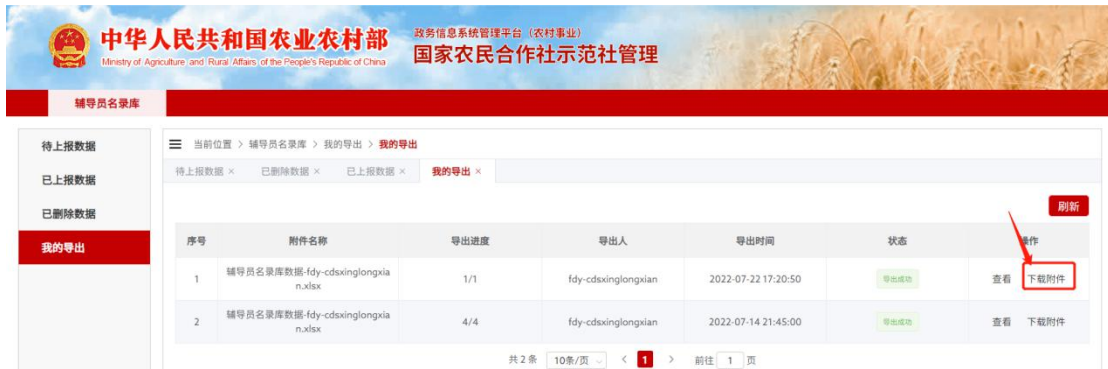 中华人民共和国农业农村部
Ministry of Agriculture and Rural Affairs of the People's Republic of China
政务信息系统管理平台（农村事业）
国家农民合作社示范社管理
辅导员名录库
待上报数据
已上报数据
已删除数据
我的导出
当前位置 > 辅导员名录库 > 我的导出 > 我的导出
待上报数据 × 已删除数据 × 已上报数据 × 我的导出 ×
刷新
序号 附件名称 导出进度 导出人 导出时间 状态 操作
1 辅导员名录库数据-fdy-cdsxinglongxia
n.xlsx 1/1 fdy-cdsxinglongxian 2022-07-22 17:20:50 导出成功 查看 下载附件
2 辅导员名录库数据-fdy-cdsxinglongxia
n.xlsx 4/4 fdy-cdsxinglongxian 2022-07-14 21:45:00 导出成功 查看 下载附件
共 2 条 10条/页 < 1 > 前往 1 页